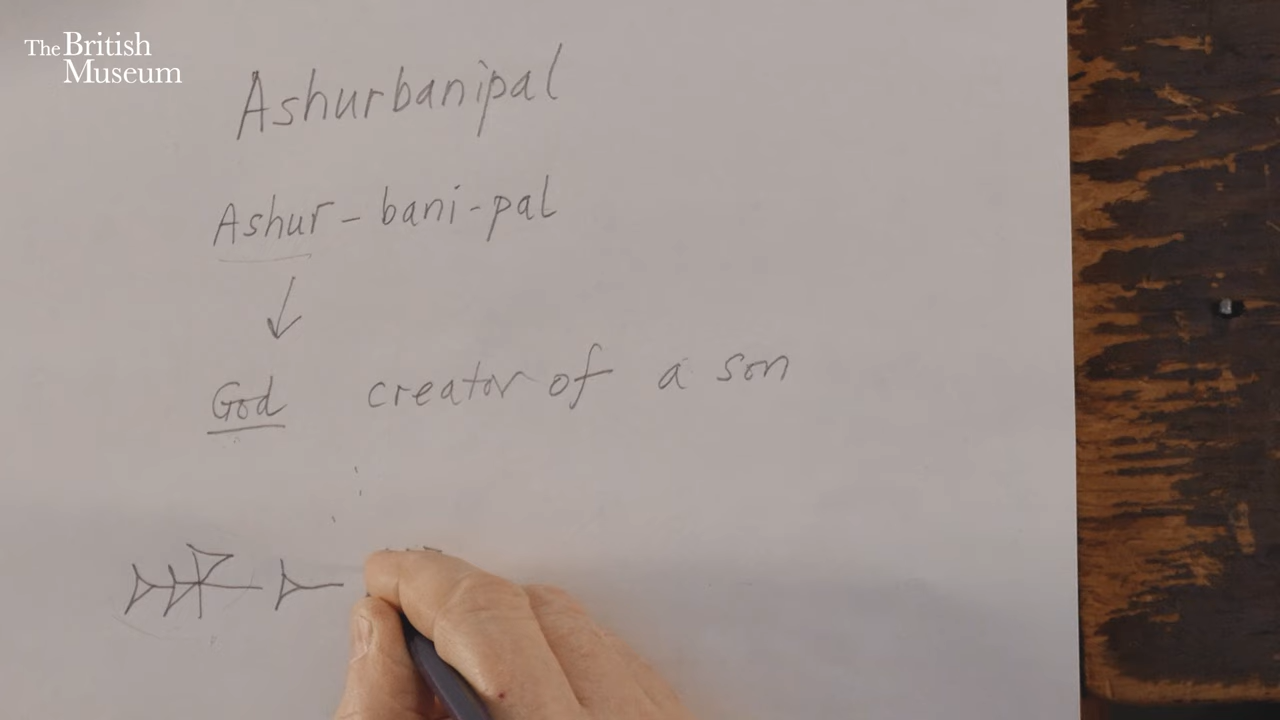 The British
Museum
Ashurbanipal
Ashur - bani - pal
God creator of a son
𒀭 𒀸